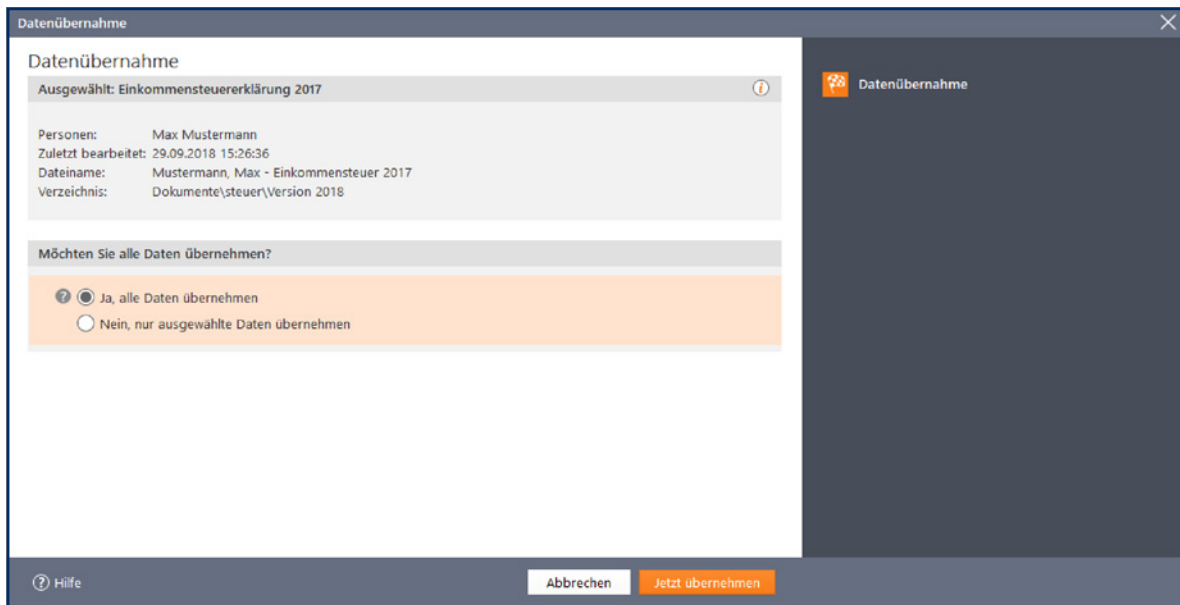 Datenübernahme
Datenübernahme
Ausgewählt: Einkommensteuererklärung 2017
Personen: Max Mustermann
Zuletzt bearbeitet: 29.09.2018 15:26:36
Dateiname: Mustermann, Max - Einkommensteuer 2017
Verzeichnis: Dokumente\steuer\Version 2018
Möchten Sie alle Daten übernehmen?
Ja, alle Daten übernehmen
Nein, nur ausgewählte Daten übernehmen
Datenübernahme
Hilfe
Abbrechen
Jetzt übernehmen